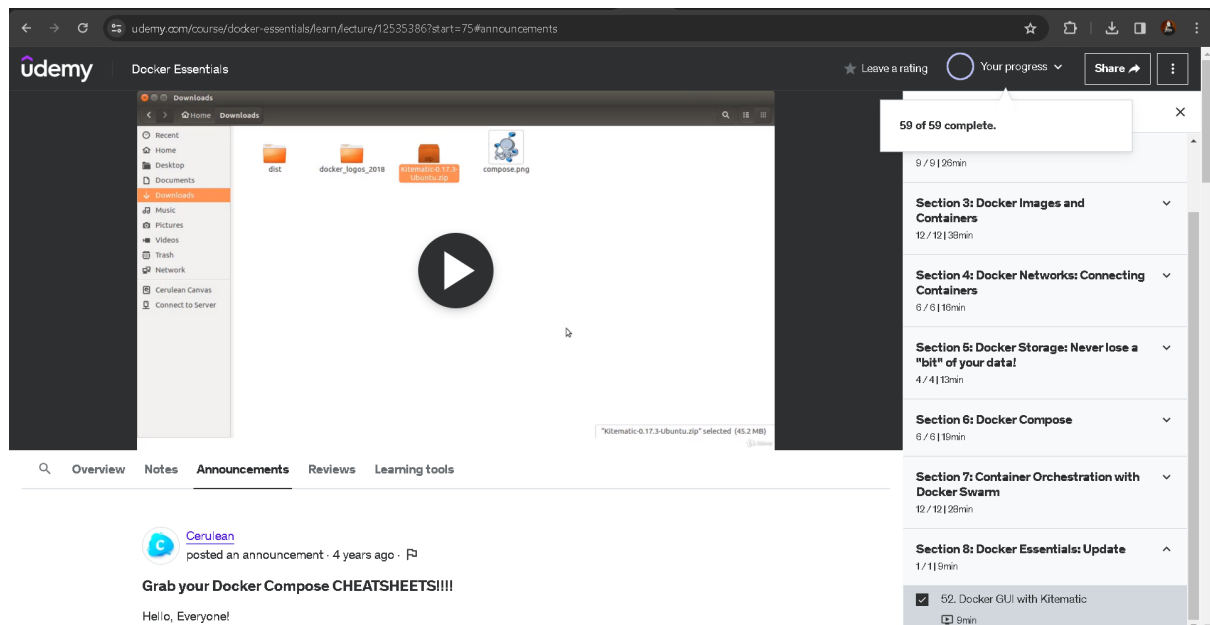 udemy.com/course/docker-essentials/learn/lecture/12535386?start=75#announcements
ûdemy
Docker Essentials
Leave a rating
Your progress
Share
59 of 59 complete.
Downloads
Home Downloads
Recent
Home
Desktop
Documents
Downloads
Music
Pictures
Videos
Trash
Network
Cerulean Canvas
Connect to Server
dist
docker_logos_2018
Kitematic-0.17.3-
Ubuntu.zip
compose.png
"Kitematic-0.17.3-Ubuntu.zip" selected (45.2 MB)
9 / 9 | 26min
Section 3: Docker Images and
Containers
12 / 12 | 38min
Section 4: Docker Networks: Connecting
Containers
6 / 6 | 16min
Section 5: Docker Storage: Never lose a
"bit" of your data!
4 / 4 | 13min
Section 6: Docker Compose
6 / 6 | 19min
Section 7: Container Orchestration with
Docker Swarm
12 / 12 | 28min
Section 8: Docker Essentials: Update
1 / 1 | 9min
52. Docker GUI with Kitematic
9min
Overview Notes Announcements Reviews Learning tools
C
Cerulean
posted an announcement · 4 years ago ·
Grab your Docker Compose CHEATSHEETS!!!!
Hello, Everyone!